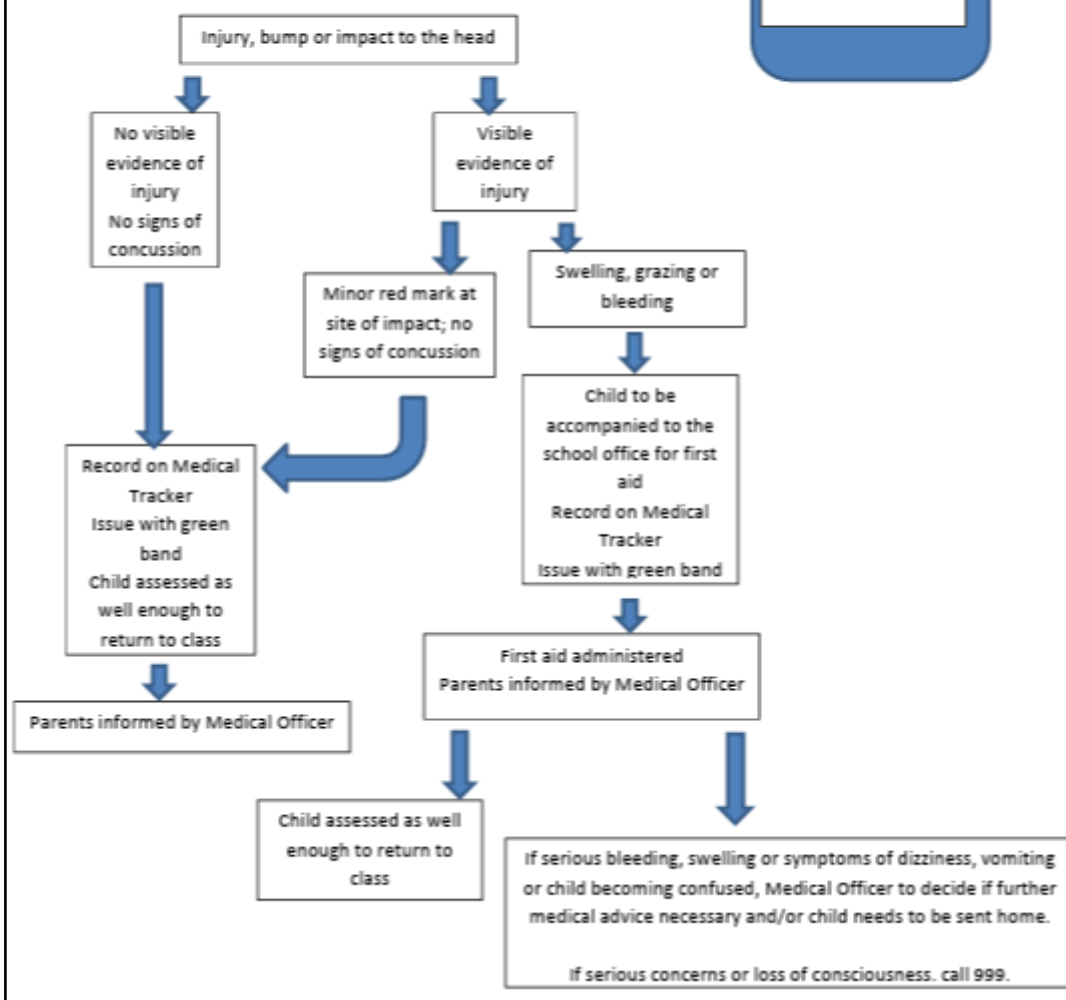 Injury, bump or impact to the head
No visible
evidence of
injury
No signs of
concussion
Visible
evidence of
injury
Swelling, grazing or
bleeding
Minor red mark at
site of impact; no
signs of concussion
Child to be
accompanied to the
school office for first
aid
Record on Medical
Tracker
Issue with green band
Record on Medical
Tracker
Issue with green
band
Child assessed as
well enough to
return to class
First aid administered
Parents informed by Medical Officer
Parents informed by Medical Officer
Child assessed as well
enough to return to
class
If serious bleeding, swelling or symptoms of dizziness, vomiting
or child becoming confused, Medical Officer to decide if further
medical advice necessary and/or child needs to be sent home.
If serious concerns or loss of consciousness. call 999.